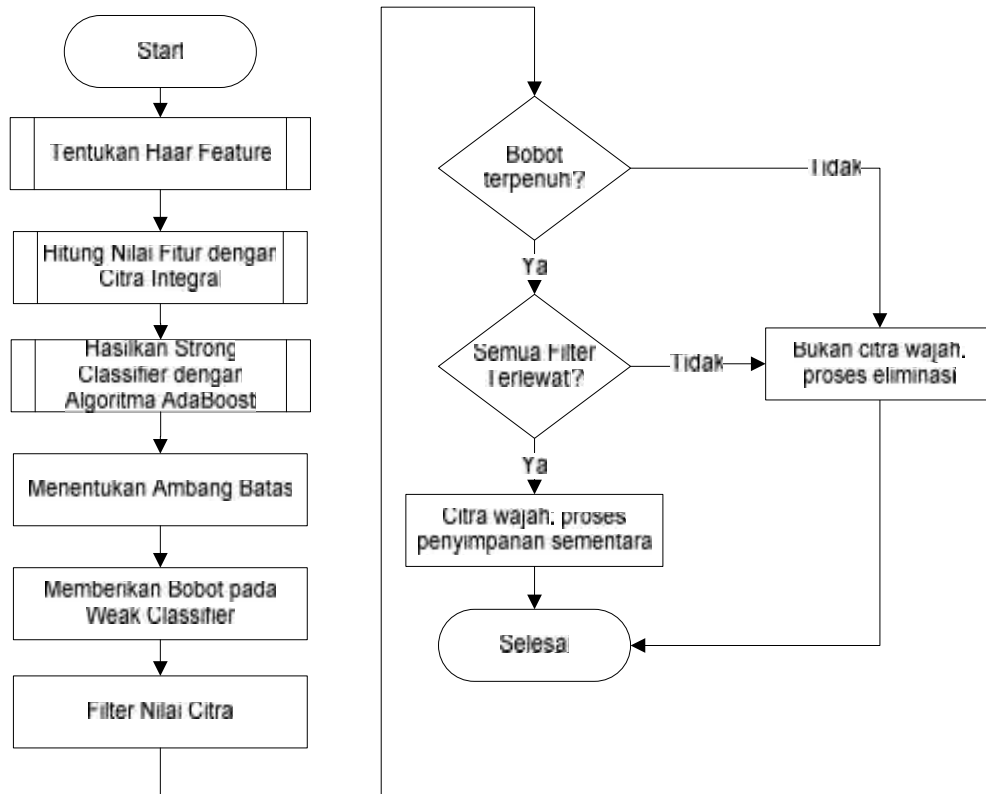 Start
Tentukan Haar Feature
Hitung Nilai Fitur dengan
Citra Integral
Hasilkan Strong
Classifier dengan
Algoritma AdaBoost
Menentukan Ambang Batas
Memberikan Bobot pada
Weak Classifier
Filter Nilai Citra
Bobot
terpenuhi?
Tidak
Ya
Semua Filter
Terlewat?
Tidak
Bukan citra wajah:
proses eliminasi
Ya
Citra wajah: proses
penyimpanan sementara
Selesai